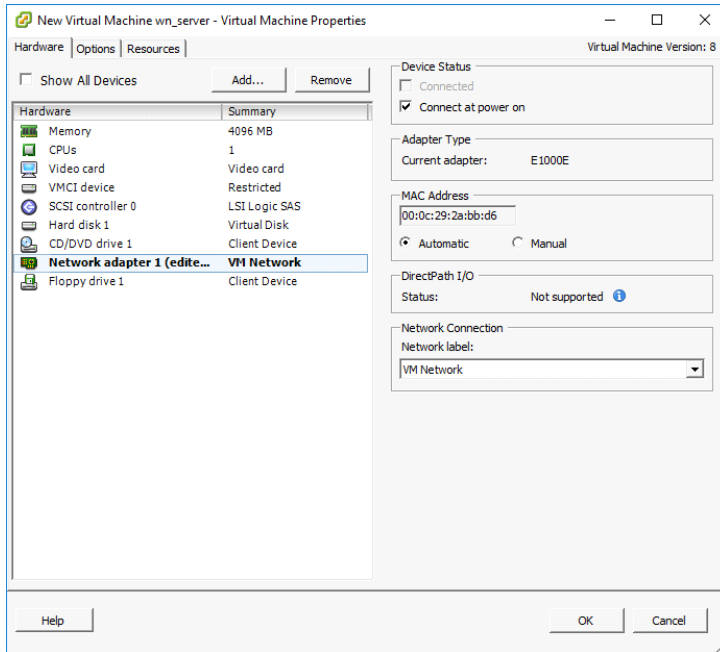 New Virtual Machine wn_server - Virtual Machine Properties
Hardware Options Resources Virtual Machine Version: 8
Show All Devices Add... Remove
Hardware Summary
Memory 4096 MB
CPUs 1
Video card Video card
VMCI device Restricted
SCSI controller 0 LSI Logic SAS
Hard disk 1 Virtual Disk
CD/DVD drive 1 Client Device
Network adapter 1 (edite... VM Network
Floppy drive 1 Client Device
Device Status
Connected
Connect at power on
Adapter Type
Current adapter: E1000E
MAC Address
00:0c:29:2a:bb:d6
Automatic Manual
DirectPath I/O
Status: Not supported
Network Connection
Network label:
VM Network
Help OK Cancel